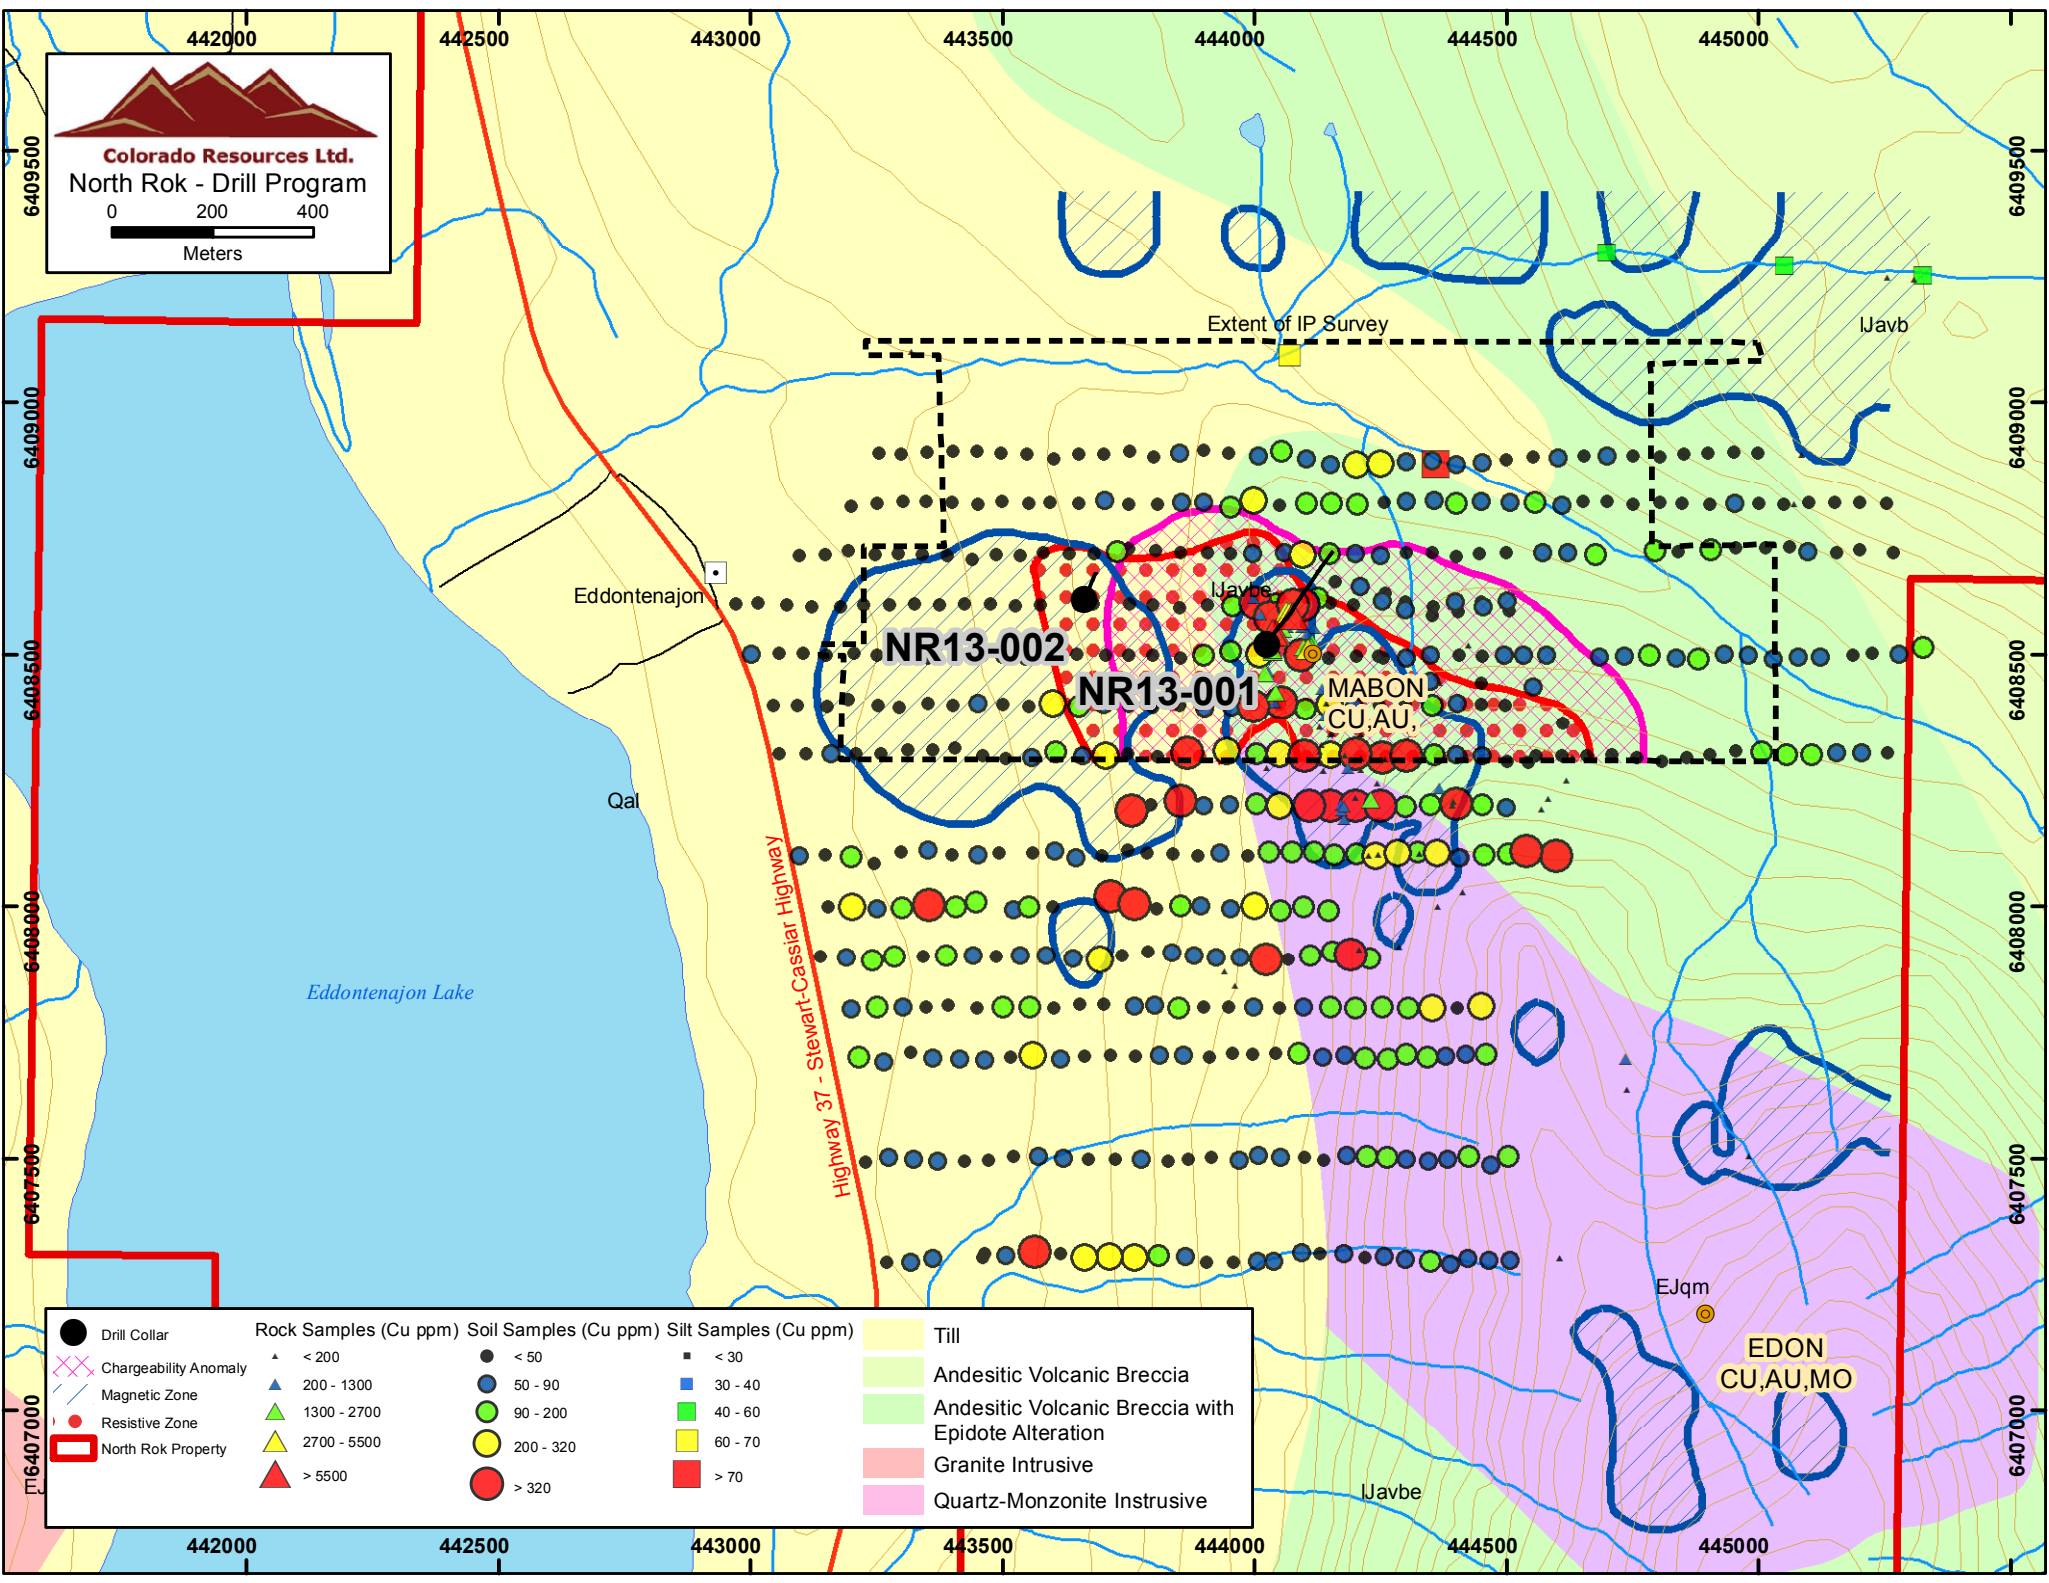 442000
442500
443000
443500
444000
444500
445000
Colorado Resources Ltd.
North Rok - Drill Program
0 200 400
Meters
6409500
6409500
Extent of IP Survey
lJavb
6409000
6409000
Eddontenajon
lJavbe
NR13-002
NR13-001
MABON
CU,AU,
6408500
6408500
Qal
Highway 37 - Stewart-Cassiar Highway
6408000
6408000
Eddontenajon Lake
6407500
6407500
EJqm
EDON
CU,AU,MO
6407000
6407000
lJavbe
Drill Collar
Chargeability Anomaly
Magnetic Zone
Resistive Zone
North Rok Property
Rock Samples (Cu ppm)
< 200
200 - 1300
1300 - 2700
2700 - 5500
> 5500
Soil Samples (Cu ppm)
< 50
50 - 90
90 - 200
200 - 320
> 320
Silt Samples (Cu ppm)
< 30
30 - 40
40 - 60
60 - 70
> 70
Till
Andesitic Volcanic Breccia
Andesitic Volcanic Breccia with
Epidote Alteration
Granite Intrusive
Quartz-Monzonite Instrusive
442000
442500
443000
443500
444000
444500
445000